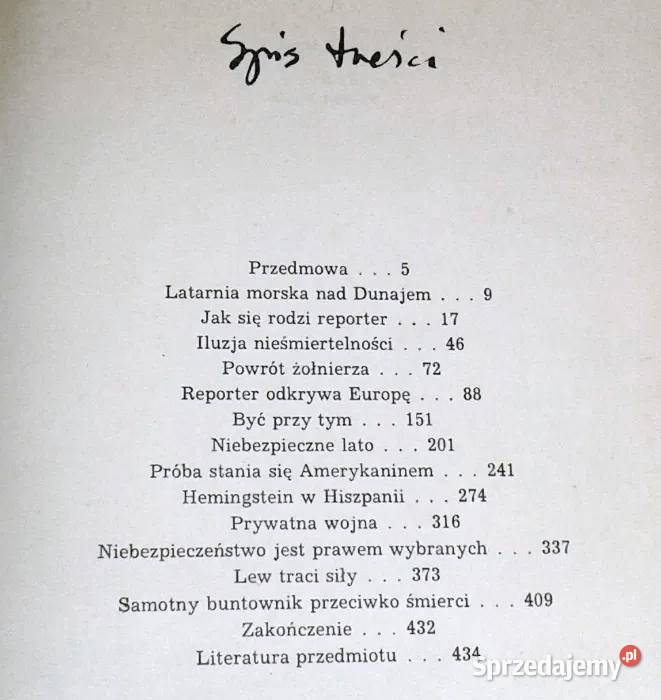 Spis treści
Przedmowa . . . 5
Latarnia morska nad Dunajem . . . 9
Jak się rodzi reporter . . . 17
Iluzja nieśmiertelności . . . 46
Powrót żołnierza . . . 72
Reporter odkrywa Europę . . . 88
Być przy tym . . . 151
Niebezpieczne lato . . . 201
Próba stania się Amerykaninem . . . 241
Hemingstein w Hiszpanii . . . 274
Prywatna wojna . . . 316
Niebezpieczeństwo jest prawem wybranych . . . 337
Lew traci siły . . . 373
Samotny buntownik przeciwko śmierci . . . 409
Zakończenie . . . 432
Literatura przedmiotu . . . 434
Sprzedajemy.pl